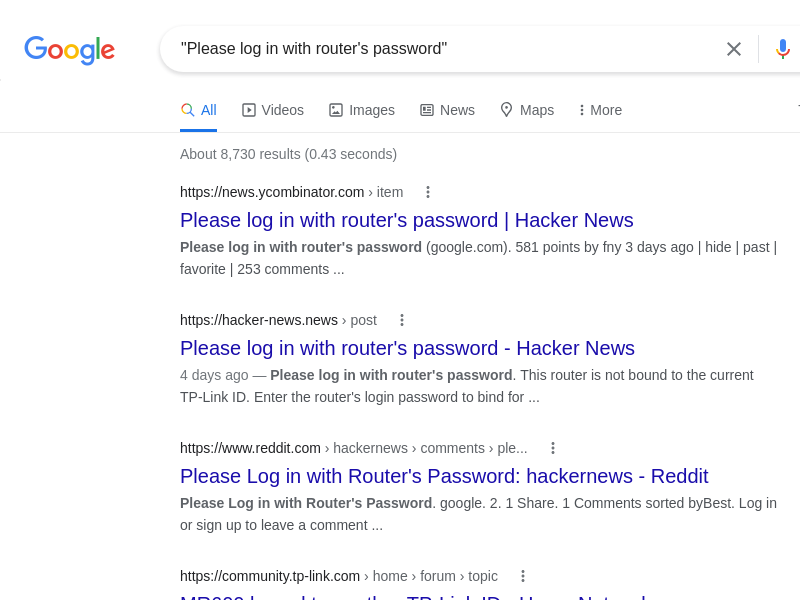 Google
"Please log in with router's password"
All Videos Images News Maps More
About 8,730 results (0.43 seconds)
https://news.ycombinator.com › item
Please log in with router's password | Hacker News
Please log in with router's password (google.com). 581 points by fny 3 days ago | hide | past |
favorite | 253 comments ...
https://hacker-news.news › post
Please log in with router's password - Hacker News
4 days ago — Please log in with router's password. This router is not bound to the current
TP-Link ID. Enter the router's login password to bind for ...
https://www.reddit.com › hackernews › comments › ple...
Please Log in with Router's Password: hackernews - Reddit
Please Log in with Router's Password. google. 2. 1 Share. 1 Comments sorted byBest. Log in
or sign up to leave a comment ...
https://community.tp-link.com › home › forum › topic